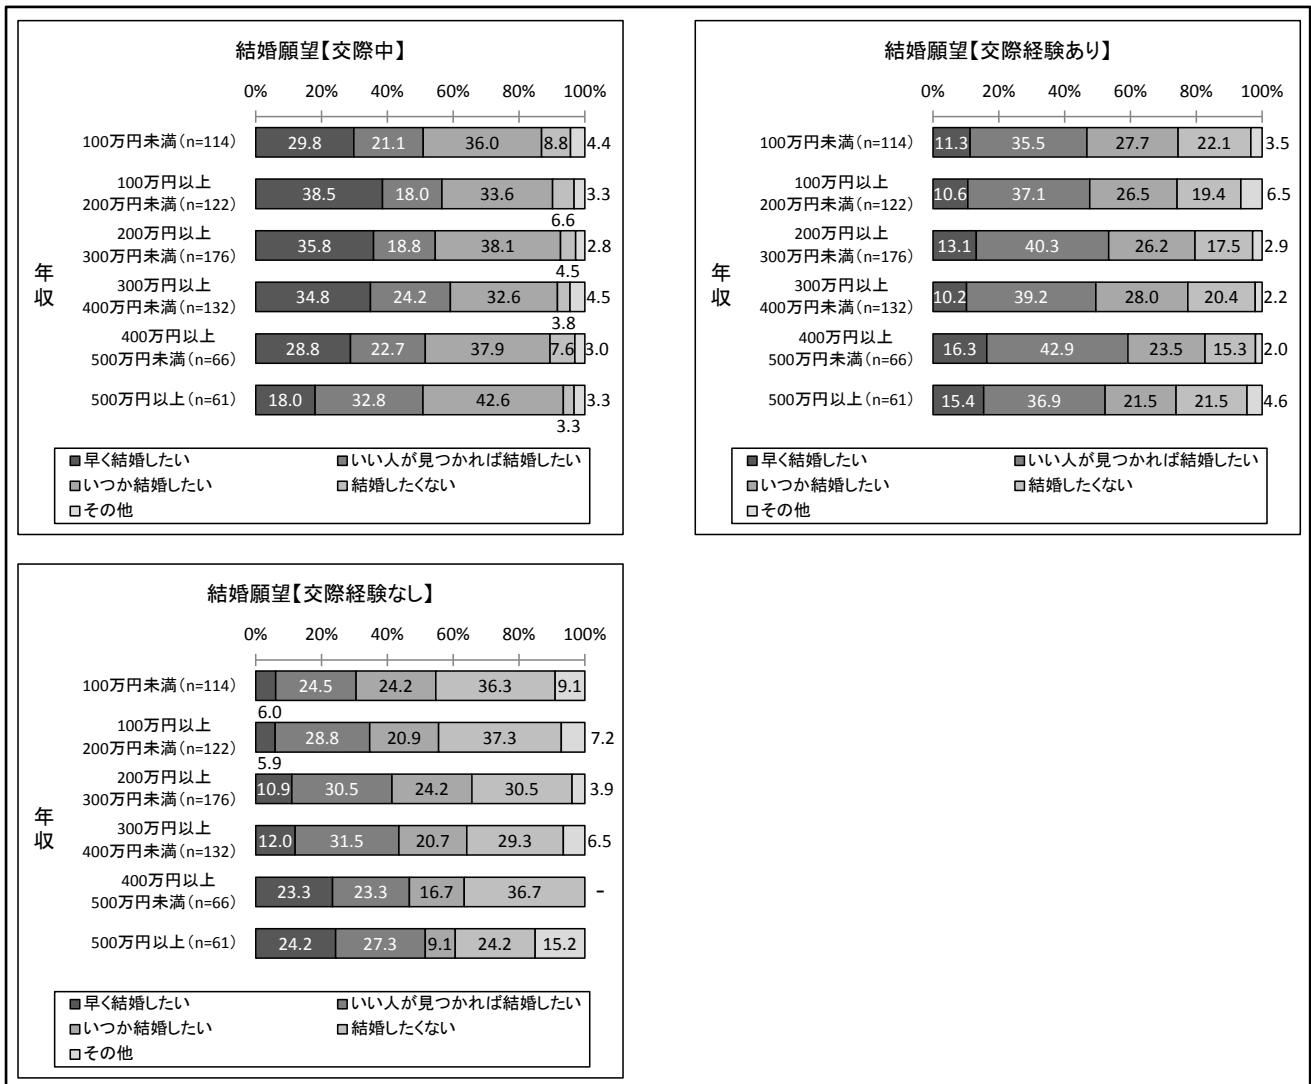 結婚願望【交際中】
0% 20% 40% 60% 80% 100%
年収
100万円未満(n=114) 29.8 21.1 36.0 8.8 4.4
100万円以上
200万円未満(n=122) 38.5 18.0 33.6 6.6 3.3
200万円以上
300万円未満(n=176) 35.8 18.8 38.1 4.5 2.8
300万円以上
400万円未満(n=132) 34.8 24.2 32.6 3.8 4.5
400万円以上
500万円未満(n=66) 28.8 22.7 37.9 7.6 3.0
500万円以上(n=61) 18.0 32.8 42.6 3.3 3.3
早く結婚したい いい人が見つかれば結婚したい
いつか結婚したい 結婚したくない
その他
結婚願望【交際経験あり】
0% 20% 40% 60% 80% 100%
年収
100万円未満(n=114) 11.3 35.5 27.7 22.1 3.5
100万円以上
200万円未満(n=122) 10.6 37.1 26.5 19.4 6.5
200万円以上
300万円未満(n=176) 13.1 40.3 26.2 17.5 2.9
300万円以上
400万円未満(n=132) 10.2 39.2 28.0 20.4 2.2
400万円以上
500万円未満(n=66) 16.3 42.9 23.5 15.3 2.0
500万円以上(n=61) 15.4 36.9 21.5 21.5 4.6
早く結婚したい いい人が見つかれば結婚したい
いつか結婚したい 結婚したくない
その他
結婚願望【交際経験なし】
0% 20% 40% 60% 80% 100%
年収
100万円未満(n=114) 6.0 24.5 24.2 36.3 9.1
100万円以上
200万円未満(n=122) 5.9 28.8 20.9 37.3 7.2
200万円以上
300万円未満(n=176) 10.9 30.5 24.2 30.5 3.9
300万円以上
400万円未満(n=132) 12.0 31.5 20.7 29.3 6.5
400万円以上
500万円未満(n=66) 23.3 23.3 16.7 36.7 -
500万円以上(n=61) 24.2 27.3 9.1 24.2 15.2
早く結婚したい いい人が見つかれば結婚したい
いつか結婚したい 結婚したくない
その他